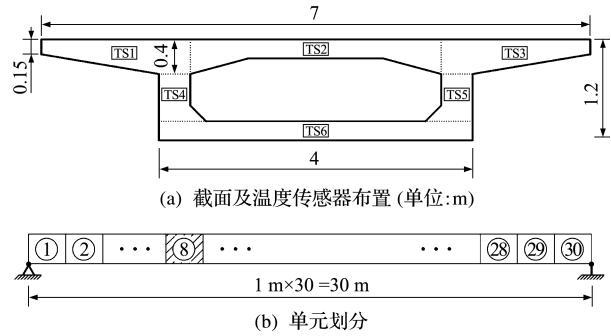 7
TS1 TS2 TS3
0.15 0.4 1.2
TS4 TS5
TS6
4
(a) 截面及温度传感器布置 (单位:m)
① ② ··· ⑧ ··· ··· ㉘ ㉙ ㉚
1 m×30 =30 m
(b) 单元划分